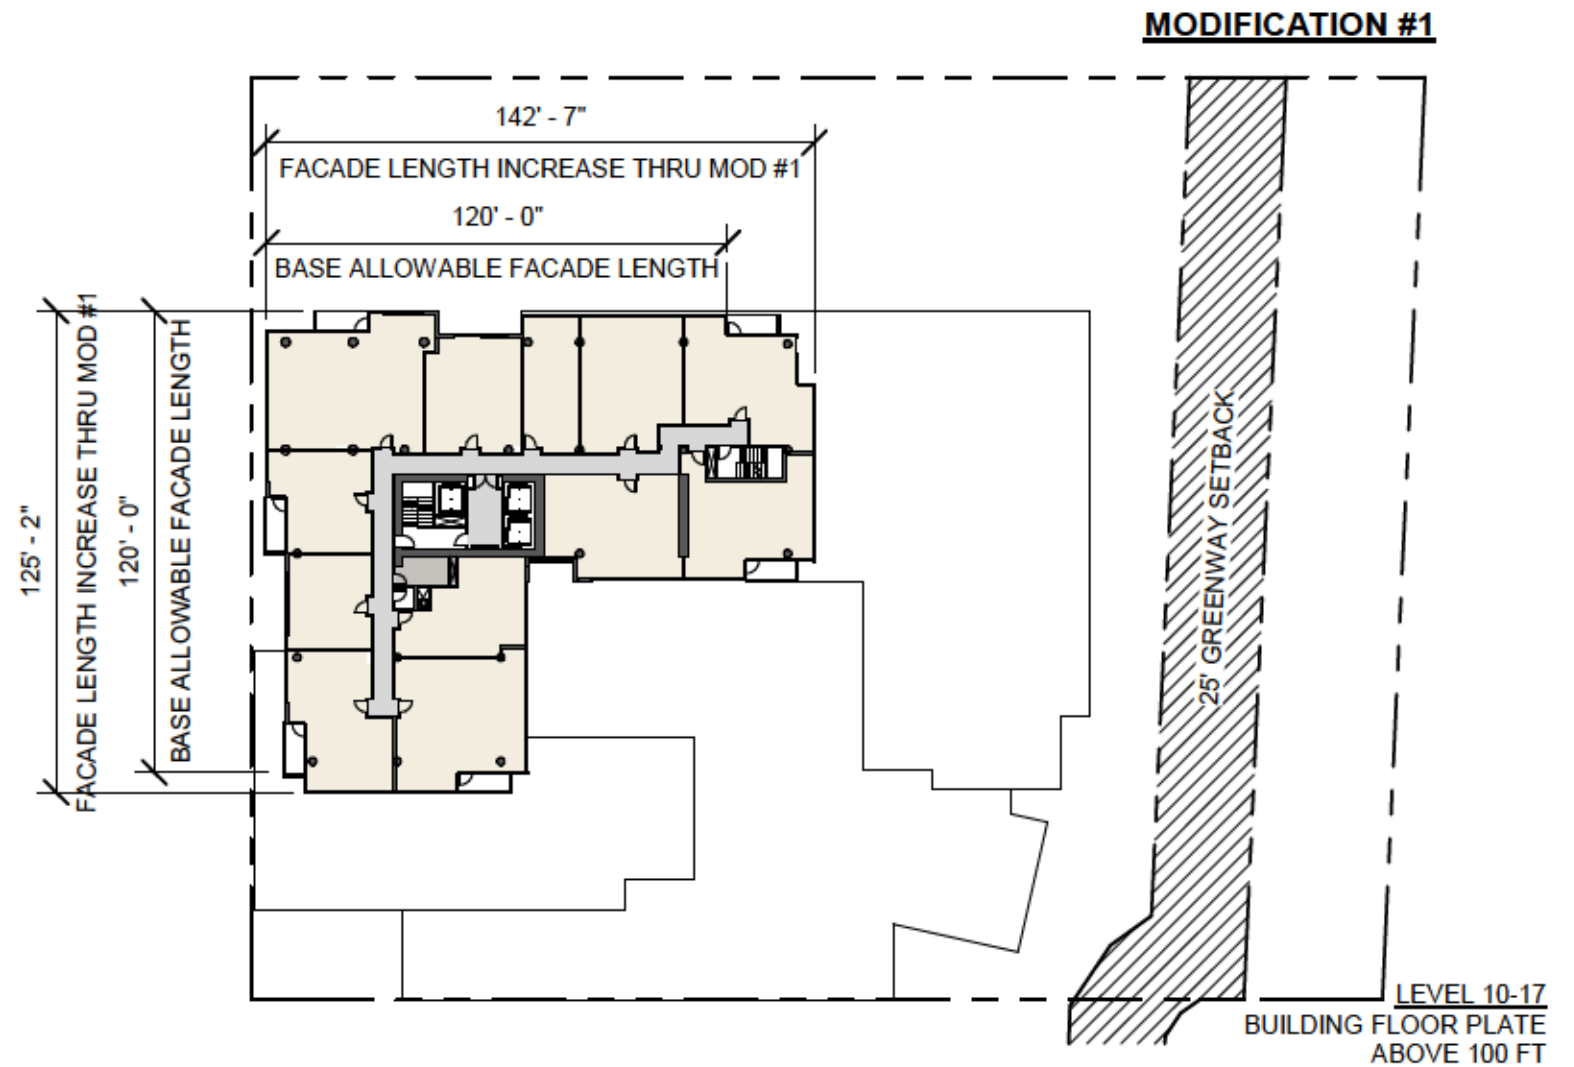 MODIFICATION #1
142' - 7"
FACADE LENGTH INCREASE THRU MOD #1
120' - 0"
BASE ALLOWABLE FACADE LENGTH
125' - 2"
FACADE LENGTH INCREASE THRU MOD #1
120' - 0"
BASE ALLOWABLE FACADE LENGTH
25' GREENWAY SETBACK
LEVEL 10-17
BUILDING FLOOR PLATE
ABOVE 100 FT